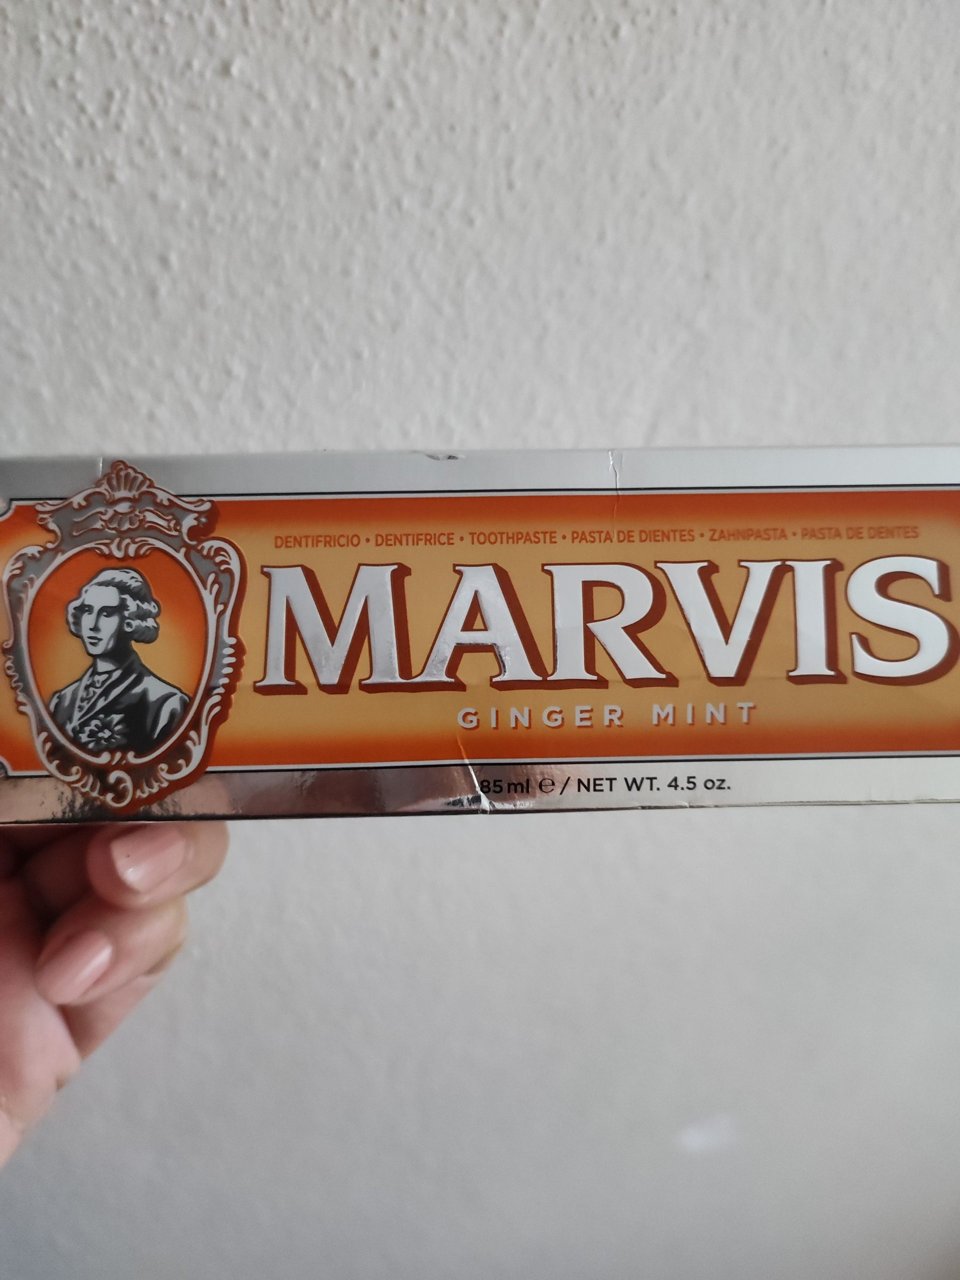 DENTIFRICIO • DENTIFRICE • TOOTHPASTE • PASTA DE DIENTES • ZAHNPASTA • PASTA DE DENTES
MARVIS
GINGER MINT
85 ml ℮ / NET WT. 4.5 oz.